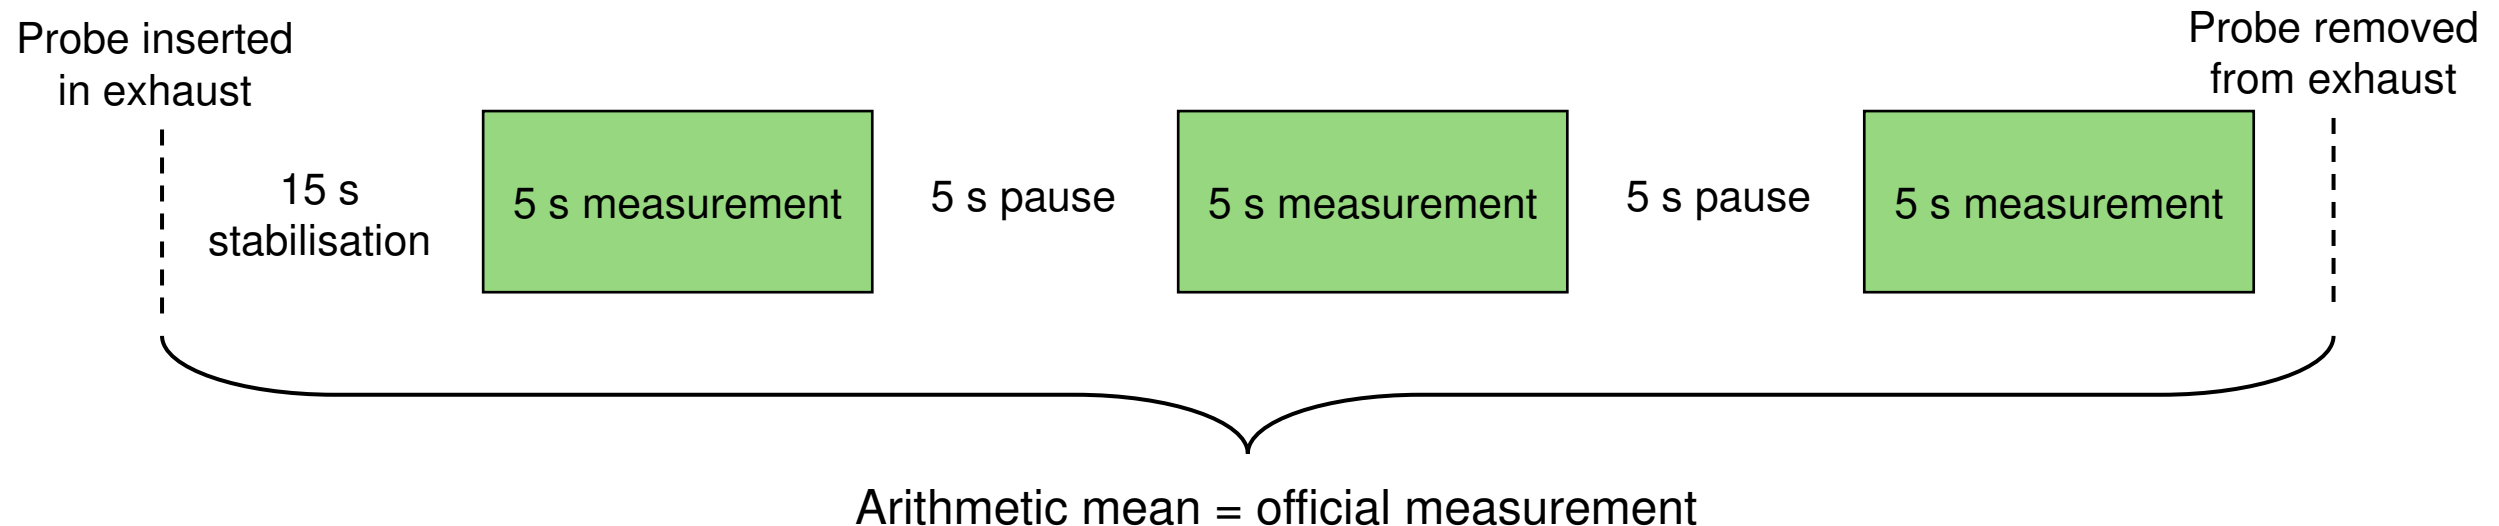 Probe inserted
in exhaust
Probe removed
from exhaust
15 s
stabilisation
5 s measurement
5 s pause
5 s measurement
5 s pause
5 s measurement
Arithmetic mean = official measurement